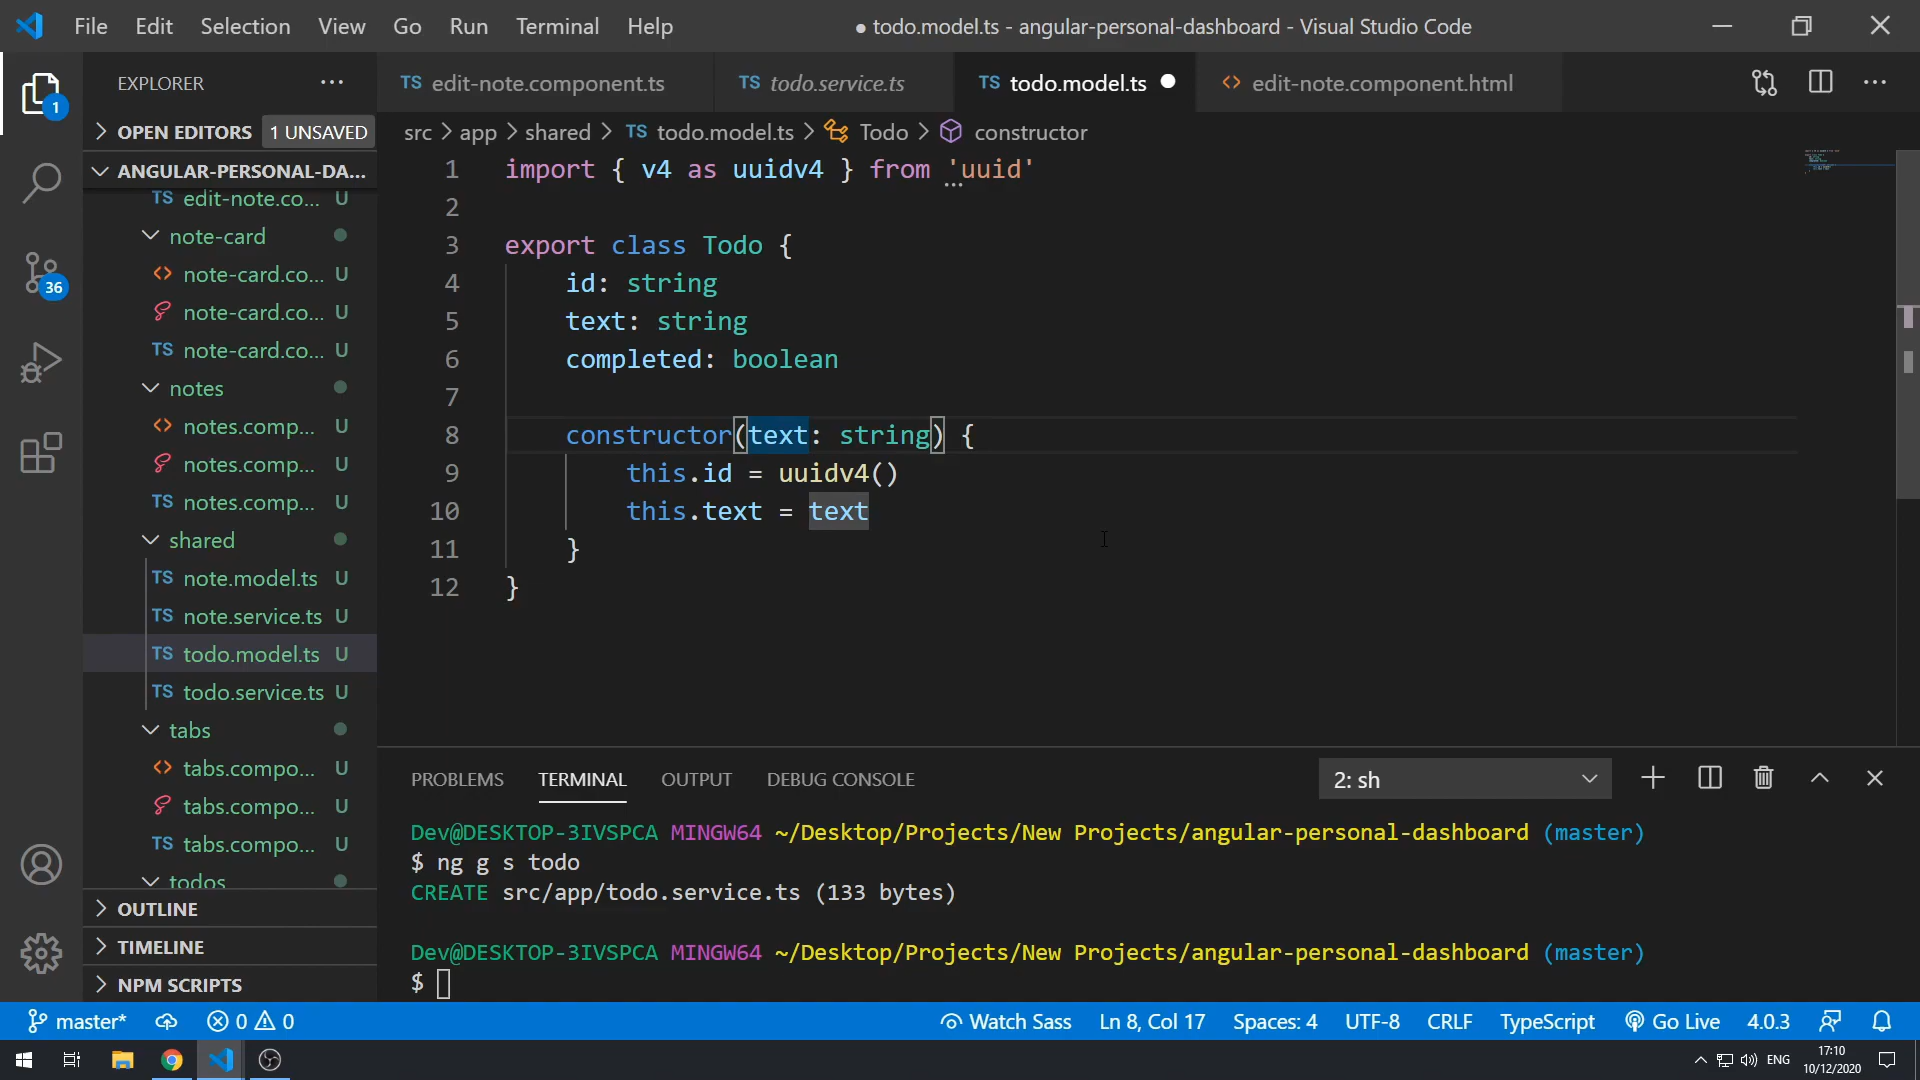 File Edit Selection View Go Run Terminal Help
● todo.model.ts - angular-personal-dashboard - Visual Studio Code
EXPLORER
1
OPEN EDITORS 1 UNSAVED
ANGULAR-PERSONAL-DA...
TS edit-note.co... U
note-card
<> note-card.co... U
note-card.co... U
TS note-card.co... U
notes
<> notes.comp... U
notes.comp... U
TS notes.comp... U
shared
TS note.model.ts U
TS note.service.ts U
TS todo.model.ts U
TS todo.service.ts U
tabs
<> tabs.compo... U
tabs.compo... U
TS tabs.compo... U
todos
OUTLINE
TIMELINE
NPM SCRIPTS
36
TS edit-note.component.ts
TS todo.service.ts
TS todo.model.ts ●
<> edit-note.component.html
src > app > shared > TS todo.model.ts > Todo > constructor
1 import { v4 as uuidv4 } from 'uuid'
2
3 export class Todo {
4 id: string
5 text: string
6 completed: boolean
7
8 constructor(text: string) {
9 this.id = uuidv4()
10 this.text = text
11 }
12 }
PROBLEMS TERMINAL OUTPUT DEBUG CONSOLE
2: sh
Dev@DESKTOP-3IVSPCA MINGW64 ~/Desktop/Projects/New Projects/angular-personal-dashboard (master)
$ ng g s todo
CREATE src/app/todo.service.ts (133 bytes)
Dev@DESKTOP-3IVSPCA MINGW64 ~/Desktop/Projects/New Projects/angular-personal-dashboard (master)
$
master* 0 0 Watch Sass Ln 8, Col 17 Spaces: 4 UTF-8 CRLF TypeScript Go Live 4.0.3
ENG
17:10
10/12/2020